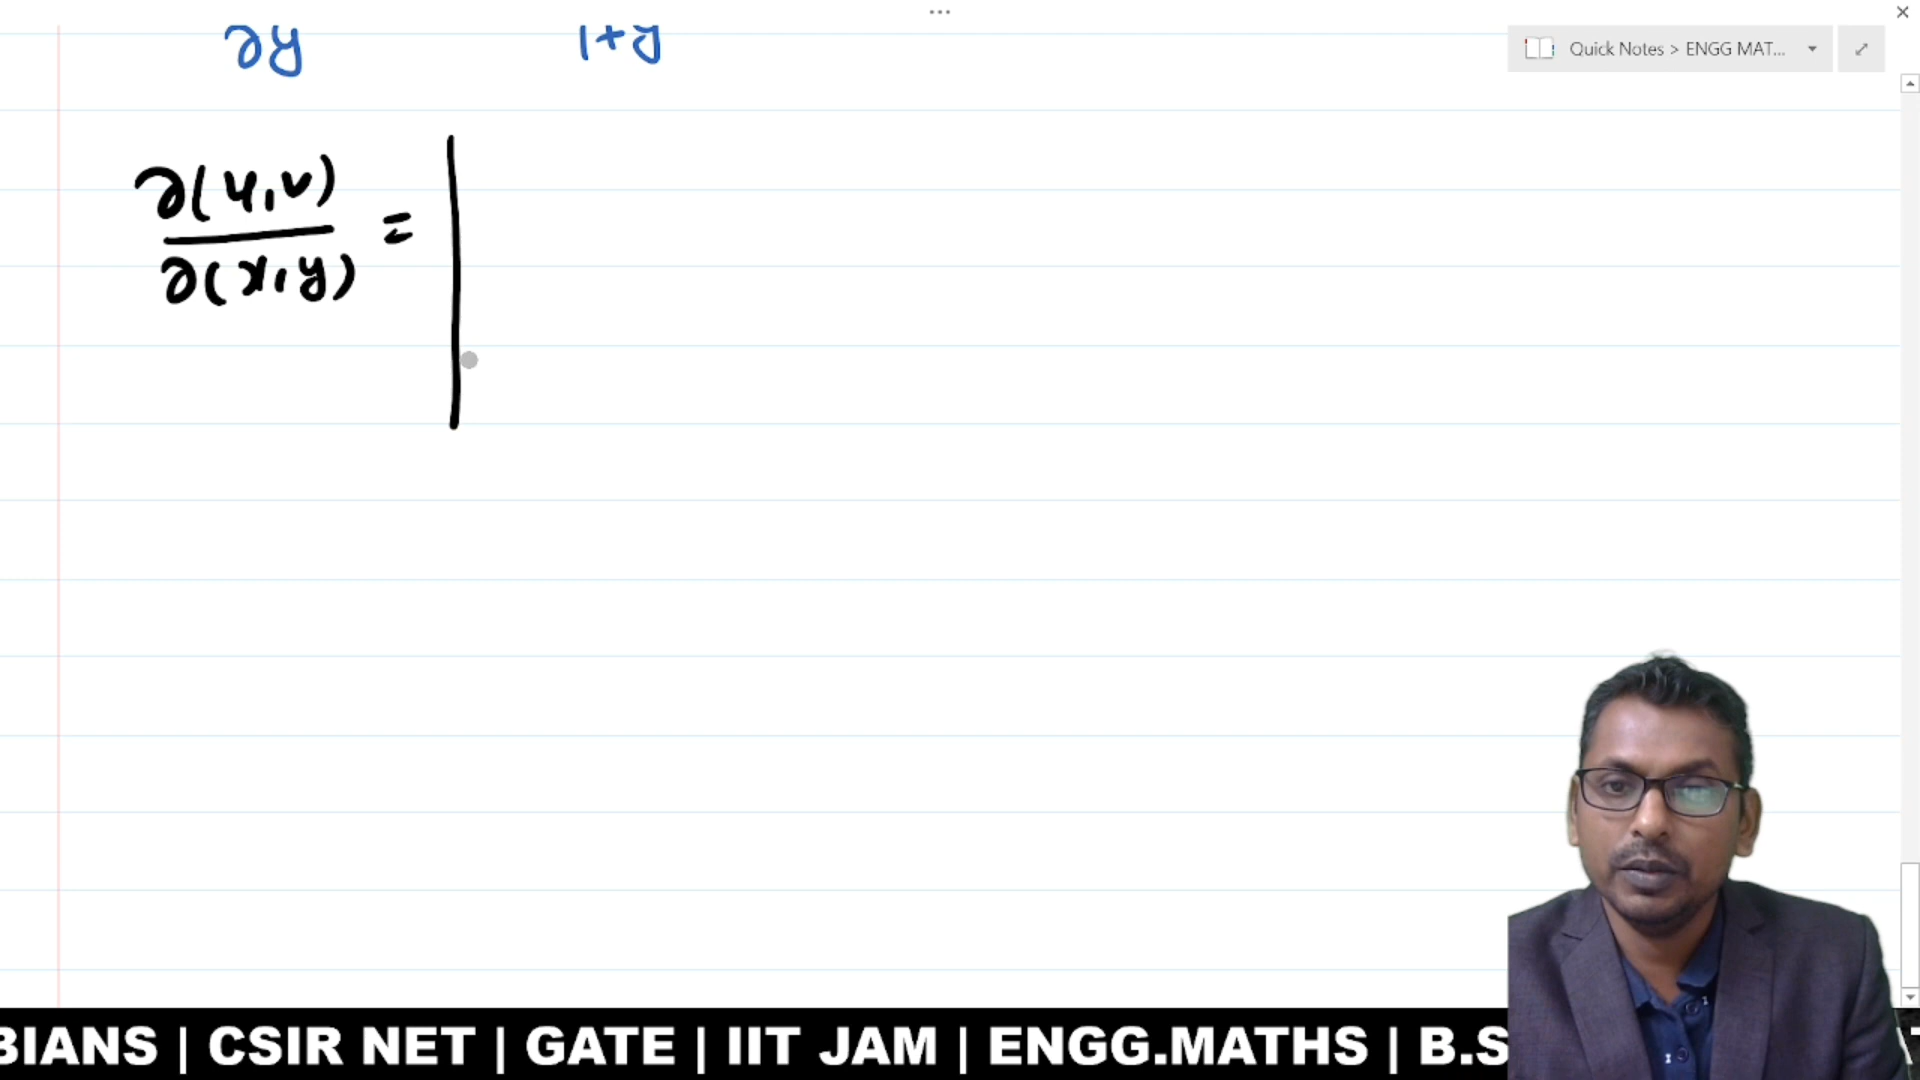 ∂y 1+y
Quick Notes > ENGG MAT...
∂(u,v)
=
∂(x,y)
BIANS | CSIR NET | GATE | IIT JAM | ENGG.MATHS | B.S